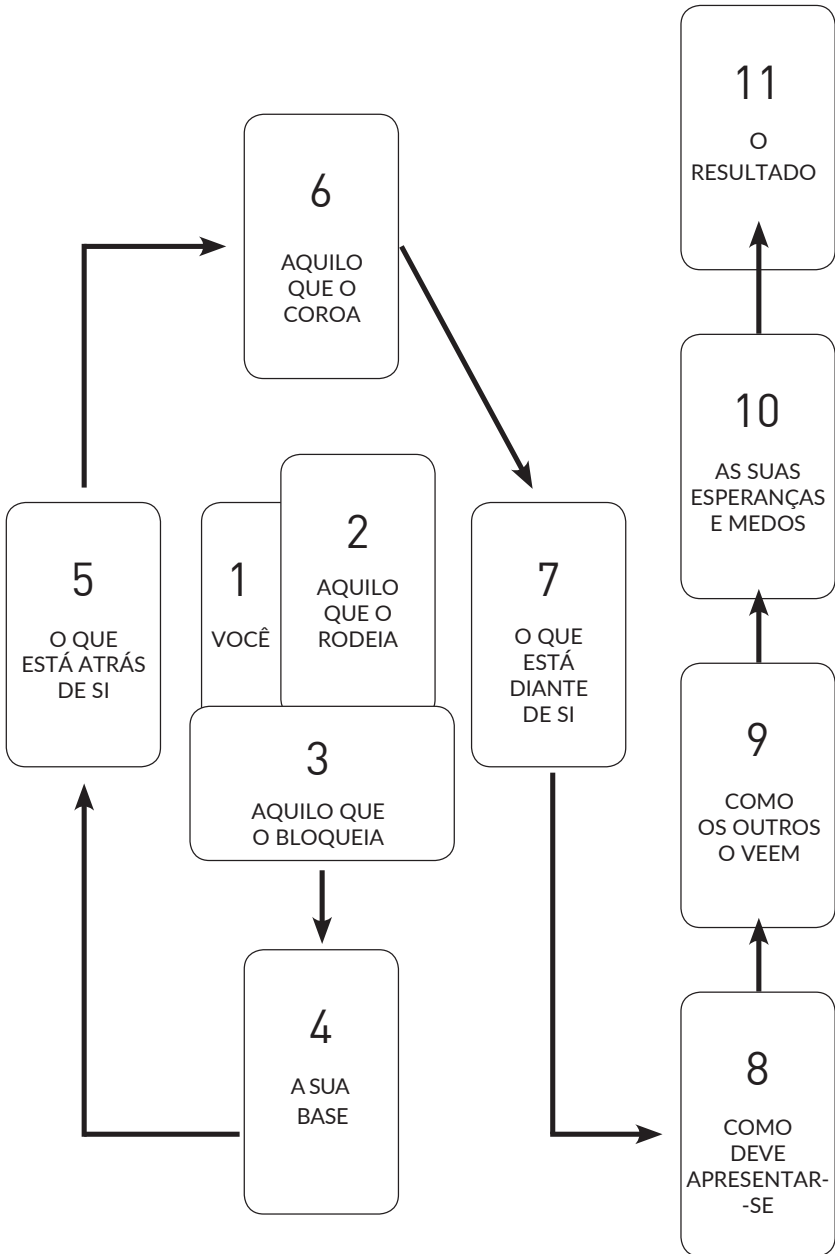 1
VOCÊ
2
AQUILO
QUE O
RODEIA
3
AQUILO QUE
O BLOQUEIA
4
A SUA
BASE
5
O QUE
ESTÁ ATRÁS
DE SI
6
AQUILO
QUE O
COROA
7
O QUE
ESTÁ
DIANTE
DE SI
8
COMO
DEVE
APRESENTAR-
-SE
9
COMO
OS OUTROS
O VEEM
10
AS SUAS
ESPERANÇAS
E MEDOS
11
O
RESULTADO